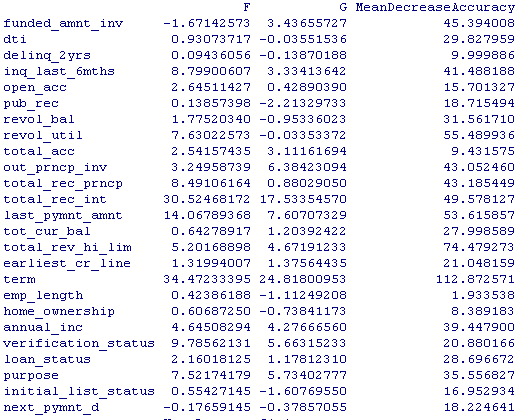 F G MeanDecreaseAccuracy
funded_amnt_inv -1.67142573 3.43655727 45.394008
dti 0.93073717 -0.03551536 29.827959
delinq_2yrs 0.09436056 -0.13870188 9.999886
inq_last_6mths 8.79900607 3.33413642 41.488188
open_acc 2.64511427 0.42890390 15.701327
pub_rec 0.13857398 -2.21329733 18.715494
revol_bal 1.77520340 -0.95336023 31.561710
revol_util 7.63022573 -0.03353372 55.489936
total_acc 2.54157435 3.11161694 9.431575
out_prncp_inv 3.24958739 6.38423094 43.052460
total_rec_prncp 8.49106164 0.88029050 43.185449
total_rec_int 30.52468172 17.53354570 49.578127
last_pymnt_amnt 14.06789368 7.60707329 53.615857
tot_cur_bal 0.64278917 1.20392422 27.998589
total_rev_hi_lim 5.20168898 4.67191233 74.479273
earliest_cr_line 1.31994007 1.37564435 21.048159
term 34.47233395 24.81800953 112.872571
emp_length 0.42386188 -1.11249208 1.933538
home_ownership 0.60687250 -0.73841173 8.389183
annual_inc 4.64508294 4.27666560 39.447900
verification_status 9.78562131 5.66315233 20.880166
loan_status 2.16018125 1.17812310 28.696672
purpose 7.52174179 5.73402777 35.556827
initial_list_status 0.55427145 -1.60769550 16.952934
next_pymnt_d -0.17659145 -0.37857055 18.224641